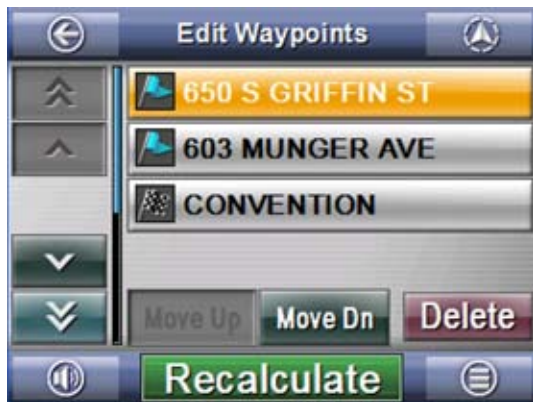 Edit Waypoints
650 S GRIFFIN ST
603 MUNGER AVE
CONVENTION
Move Up Move Dn Delete
Recalculate